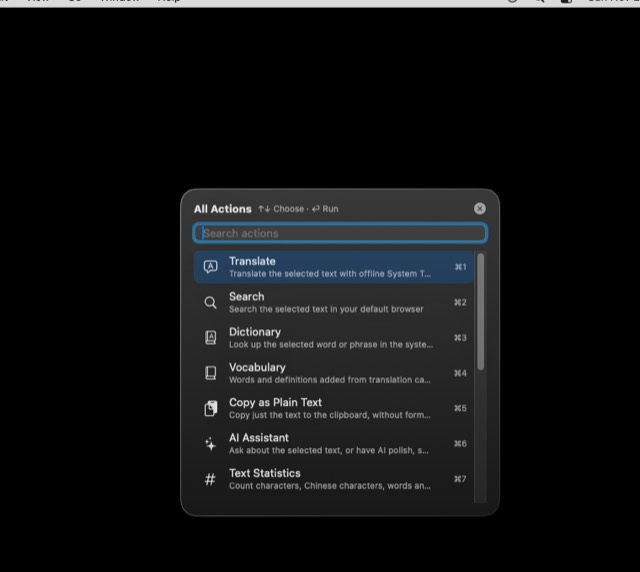 Window Help
All Actions ↑↓ Choose · ⏎ Run
Search actions
Translate
Translate the selected text with offline System T... ⌘1
Search
Search the selected text in your default browser ⌘2
Dictionary
Look up the selected word or phrase in the syste... ⌘3
Vocabulary
Words and definitions added from translation ca... ⌘4
Copy as Plain Text
Copy just the text to the clipboard, without form... ⌘5
AI Assistant
Ask about the selected text, or have AI polish, s... ⌘6
Text Statistics
Count characters, Chinese characters, words an... ⌘7